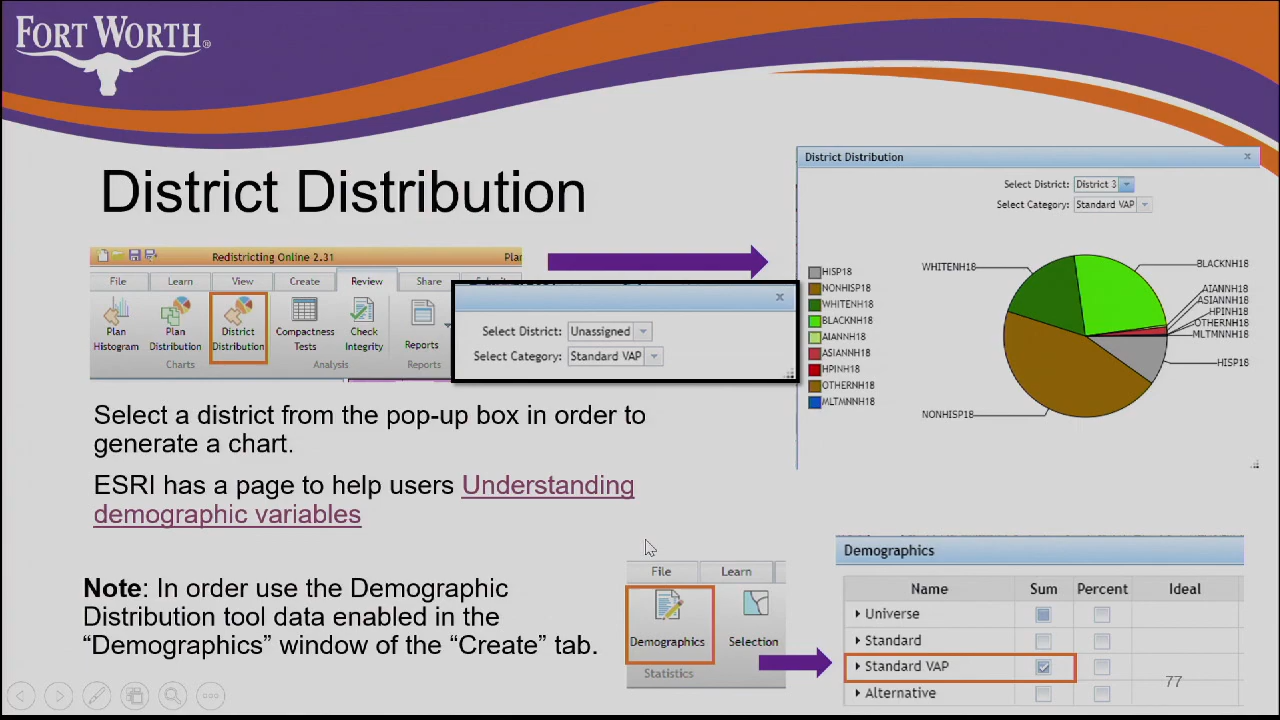 FORT WORTH®
District Distribution
Redistricting Online 2.31
Plan
File
Learn
View
Create
Review
Share
Plan Histogram
Plan Distribution
District Distribution
Compactness Tests
Check Integrity
Reports
Charts
Analysis
Reports
Select District: Unassigned
Select Category: Standard VAP
District Distribution
Select District: District 3
Select Category: Standard VAP
HISP18
NONHISP18
WHITENH18
BLACKNH18
AIANNH18
ASIANNH18
HPINH18
OTHERNH18
MLTMNNH18
WHITENH18
BLACKNH18
AIANNH18
ASIANNH18
HPINH18
OTHERNH18
MLTMNNH18
HISP18
NONHISP18
Select a district from the pop-up box in order to
generate a chart.
ESRI has a page to help users Understanding
demographic variables
Note: In order use the Demographic
Distribution tool data enabled in the
“Demographics” window of the “Create” tab.
File
Learn
Demographics
Selection
Statistics
Demographics
Name Sum Percent Ideal
Universe
Standard
Standard VAP
Alternative
77